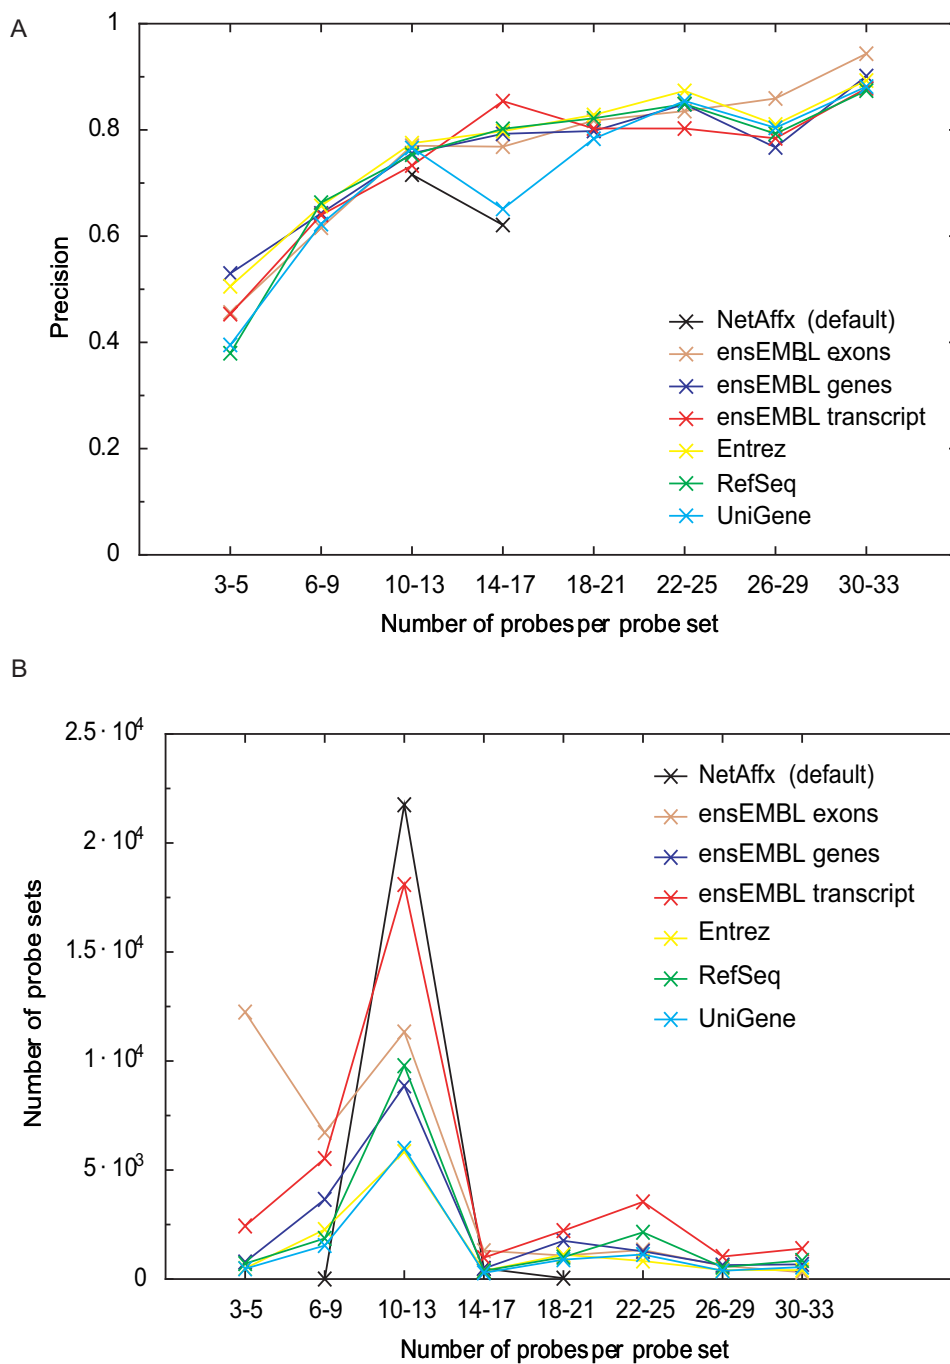 A
1
0.8
0.6
0.4
0.2
0
Precision
NetAffx (default)
ensEMBL exons
ensEMBL genes
ensEMBL transcript
Entrez
RefSeq
UniGene
3-5 6-9 10-13 14-17 18-21 22-25 26-29 30-33
Number of probes per probe set
B
2.5·10⁴
2·10⁴
1.5·10⁴
1·10⁴
5·10³
0
Number of probe sets
NetAffx (default)
ensEMBL exons
ensEMBL genes
ensEMBL transcript
Entrez
RefSeq
UniGene
3-5 6-9 10-13 14-17 18-21 22-25 26-29 30-33
Number of probes per probe set